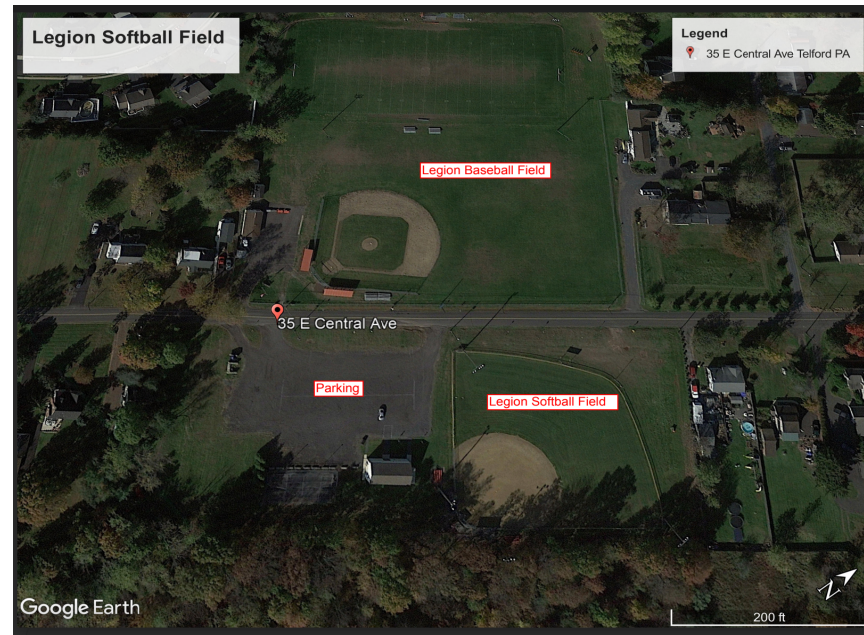 Legion Softball Field
Legend
35 E Central Ave Telford PA
Legion Baseball Field
35 E Central Ave
Parking
Legion Softball Field
Google Earth
N
200 ft